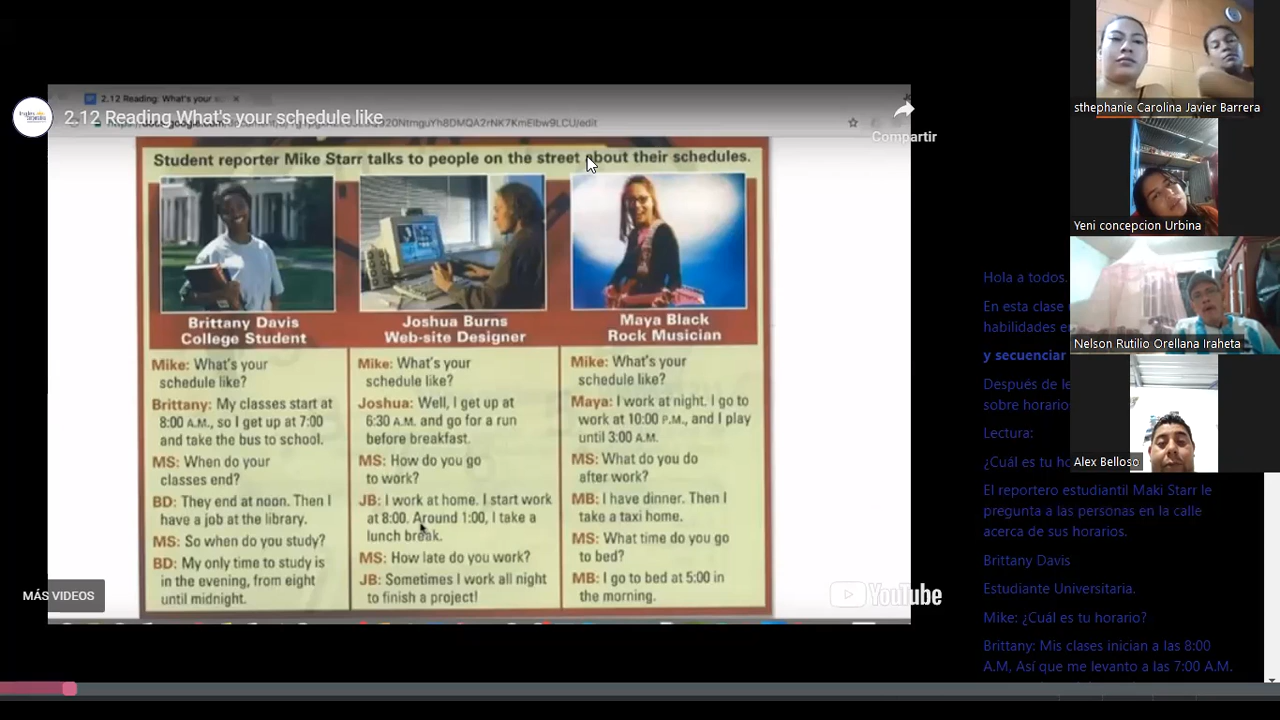 2.12 Reading: What's your
2.12 Reading What's your schedule like
Compartir
Student reporter Mike Starr talks to people on the street about their schedules.
Brittany Davis
College Student
Mike: What's your
schedule like?
Brittany: My classes start at
8:00 A.M., so I get up at 7:00
and take the bus to school.
MS: When do your
classes end?
BD: They end at noon. Then I
have a job at the library.
MS: So when do you study?
BD: My only time to study is
in the evening, from eight
until midnight.
Joshua Burns
Web-site Designer
Mike: What's your
schedule like?
Joshua: Well, I get up at
6:30 A.M. and go for a run
before breakfast.
MS: How do you go
to work?
JB: I work at home. I start work
at 8:00. Around 1:00, I take a
lunch break.
MS: How late do you work?
JB: Sometimes I work all night
to finish a project!
Maya Black
Rock Musician
Mike: What's your
schedule like?
Maya: I work at night. I go to
work at 10:00 P.M., and I play
until 3:00 A.M.
MS: What do you do
after work?
MB: I have dinner. Then I
take a taxi home.
MS: What time do you go
to bed?
MB: I go to bed at 5:00 in
the morning.
MÁS VIDEOS
YouTube
sthephanie Carolina Javier Barrera
Yeni concepcion Urbina
Nelson Rutilio Orellana Iraheta
Alex Belloso
Hola a todos.
En esta clase
habilidades
y secuenciar
Después de
sobre
Lectura:
¿Cuál es tu
El reportero estudiantil Maki Starr le
pregunta a las personas en la calle
acerca de sus horarios.
Brittany Davis
Estudiante Universitaria.
Mike: ¿Cuál es tu horario?
Brittany: Mis clases inician a las 8:00
A.M, Así que me levanto a las 7:00 A.M.